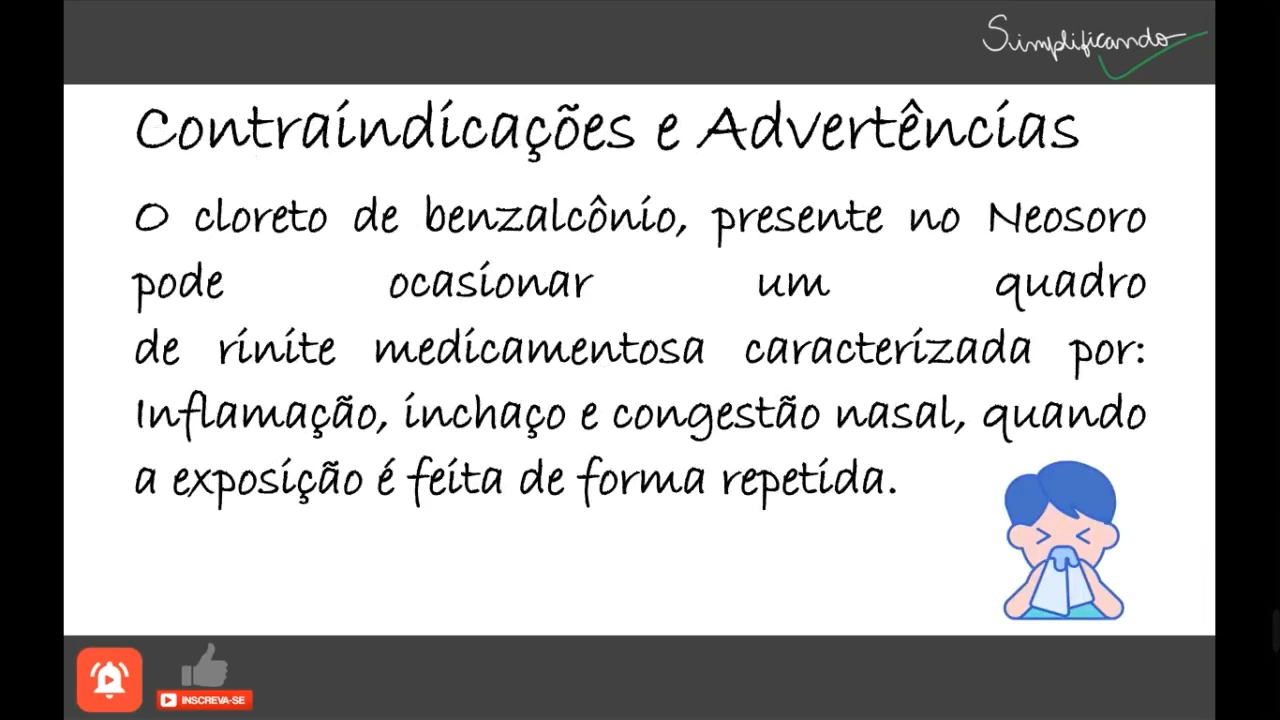 Simplificando
Contraindicações e Advertências
O cloreto de benzalcônio, presente no Neosoro
pode ocasionar um quadro
de rinite medicamentosa caracterizada por:
Inflamação, inchaço e congestão nasal, quando
a exposição é feita de forma repetida.
INSCREVA-SE